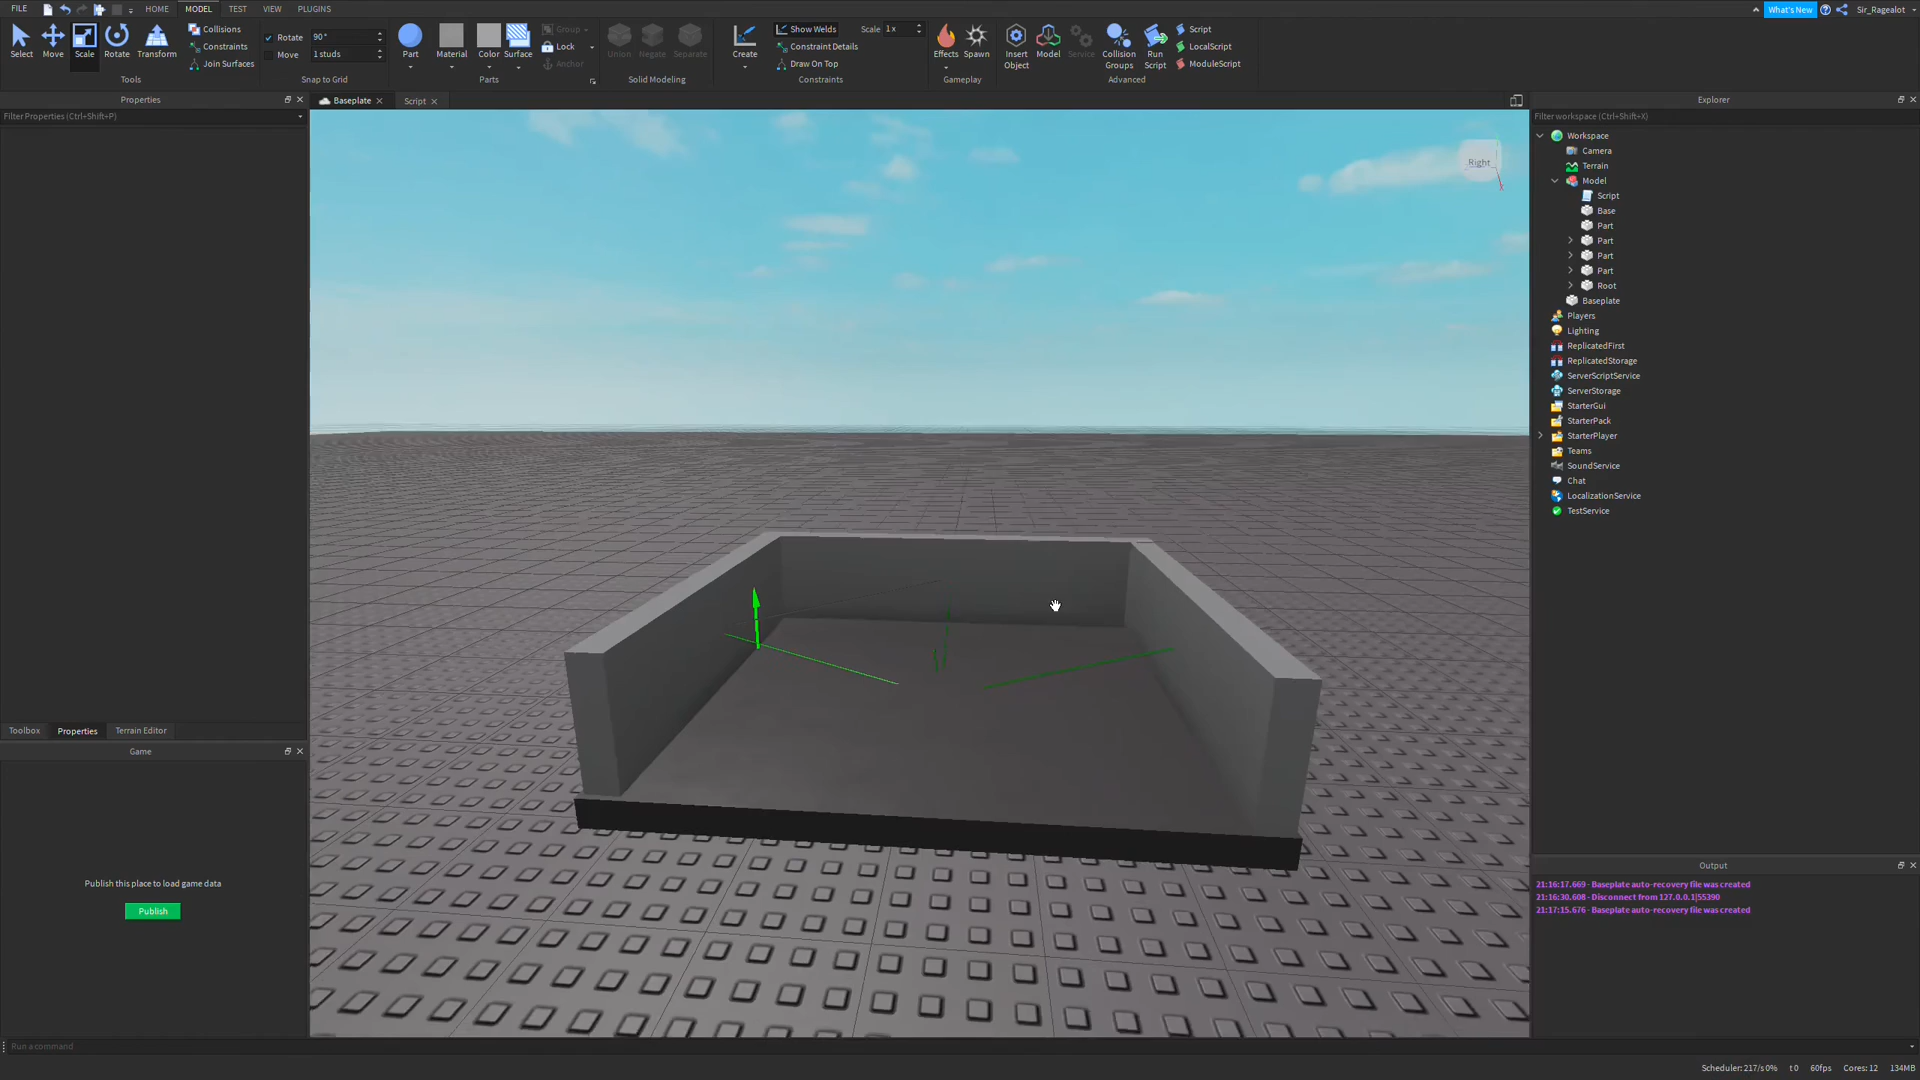 FILE HOME MODEL TEST VIEW PLUGINS What's New Sir_Ragealot
Select Move Scale Rotate Transform
Collisions
Constraints
Join Surfaces
Tools
Rotate 90°
Move 1 studs
Snap to Grid
Part Material Color Surface
Group
Lock
Anchor
Parts
Union Negate Separate
Solid Modeling
Create
Show Welds Scale 1 x
Constraint Details
Draw On Top
Constraints
Effects Spawn
Gameplay
Insert Object Model Service Collision Groups Run Script
Script
LocalScript
ModuleScript
Advanced
Properties
Filter Properties (Ctrl+Shift+P)
Baseplate Script
Right
Explorer
Filter workspace (Ctrl+Shift+X)
Workspace
Camera
Terrain
Model
Script
Base
Part
Part
Part
Part
Root
Baseplate
Players
Lighting
ReplicatedFirst
ReplicatedStorage
ServerScriptService
ServerStorage
StarterGui
StarterPack
StarterPlayer
Teams
SoundService
Chat
LocalizationService
TestService
Toolbox Properties Terrain Editor
Game
Publish this place to load game data
Publish
Output
21:16:17.669 - Baseplate auto-recovery file was created
21:16:30.608 - Disconnect from 127.0.0.1|55390
21:17:15.676 - Baseplate auto-recovery file was created
Run a command
Scheduler: 217/s 0% t 0 60fps Cores: 12 134MB